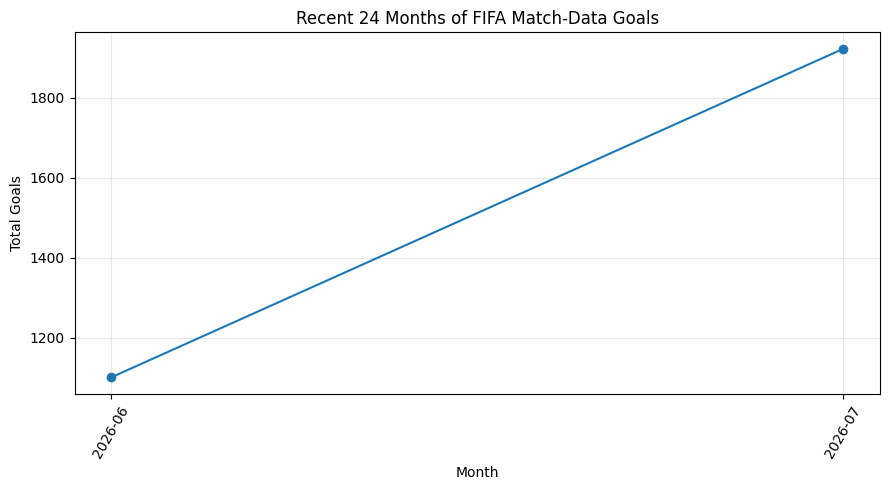 Recent 24 Months of FIFA Match-Data Goals
Total Goals
1800
1600
1400
1200
2026-06
2026-07
Month